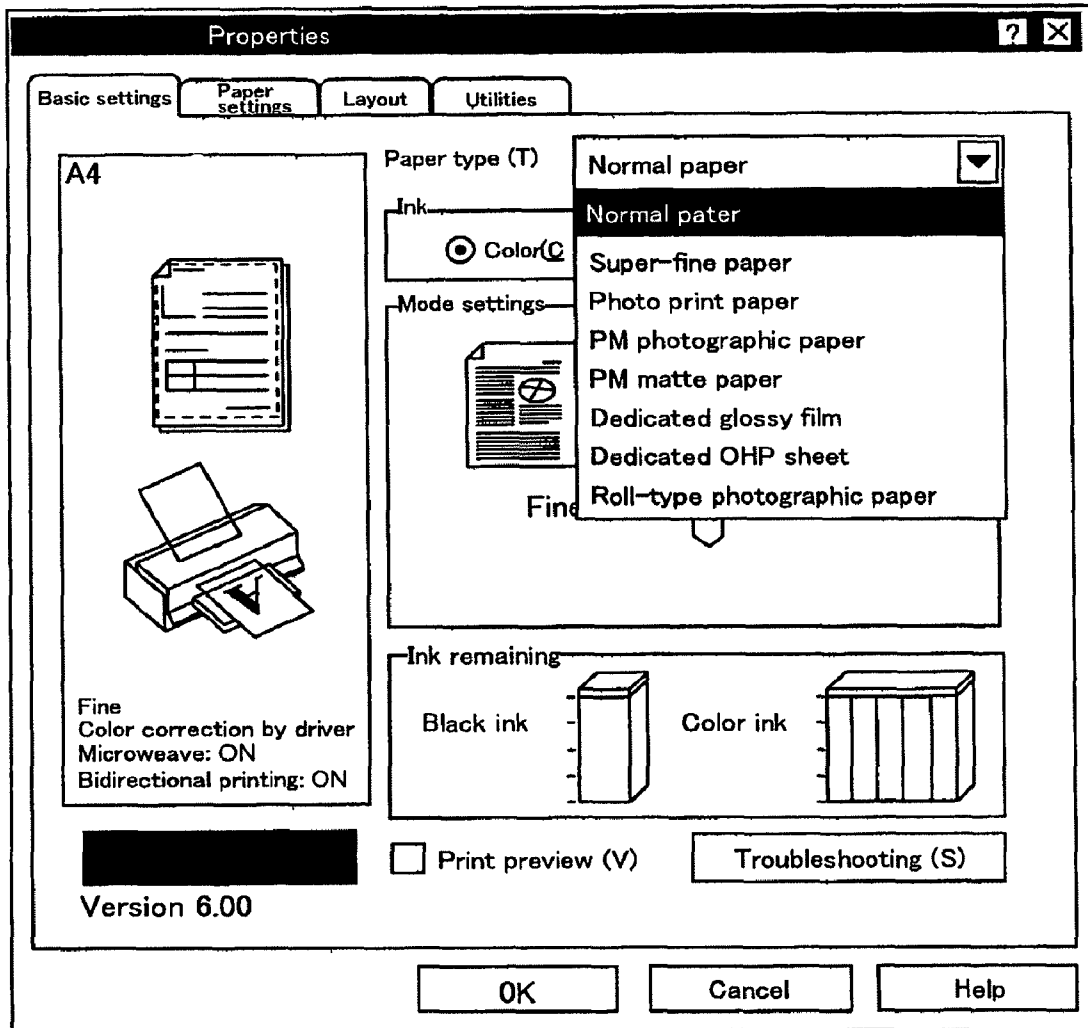 Properties
?
Basic settings
Paper
settings
Layout
Utilities
A4
Paper type (T)
Normal paper
Normal pater
Super-fine paper
Photo print paper
PM photographic paper
PM matte paper
Dedicated glossy film
Dedicated OHP sheet
Roll-type photographic paper
Ink
Color(C
Mode settings
Fine
A
Fine
Color correction by driver
Microweave: ON
Bidirectional printing: ON
Ink remaining
Black ink
Color ink
Print preview (V)
Troubleshooting (S)
Version 6.00
OK
Cancel
Help